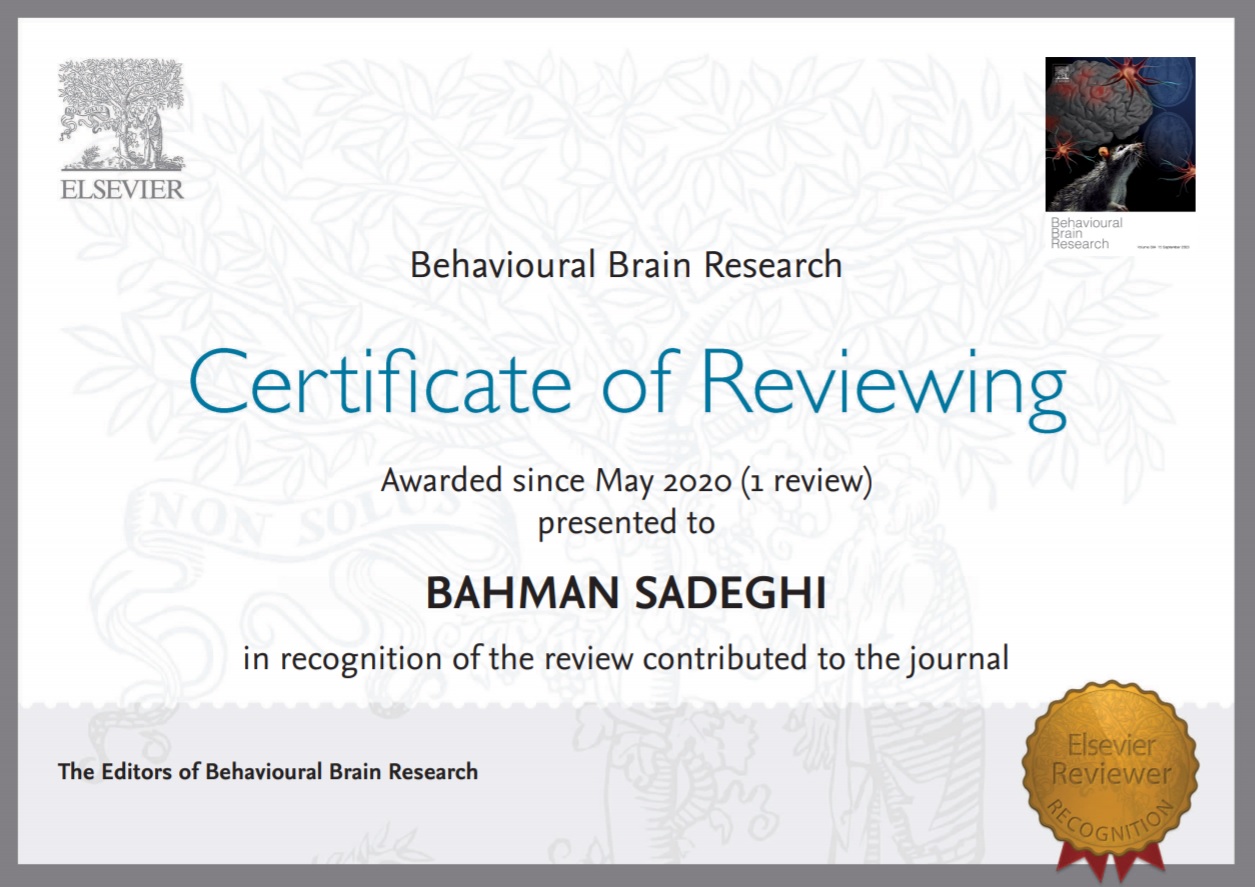 ELSEVIER
Behavioural
Brain
Research
Behavioural Brain Research
Certificate of Reviewing
Awarded since May 2020 (1 review)
presented to
NON SOLUS
BAHMAN SADEGHI
in recognition of the review contributed to the journal
The Editors of Behavioural Brain Research
Elsevier
Reviewer
RECOGNITION